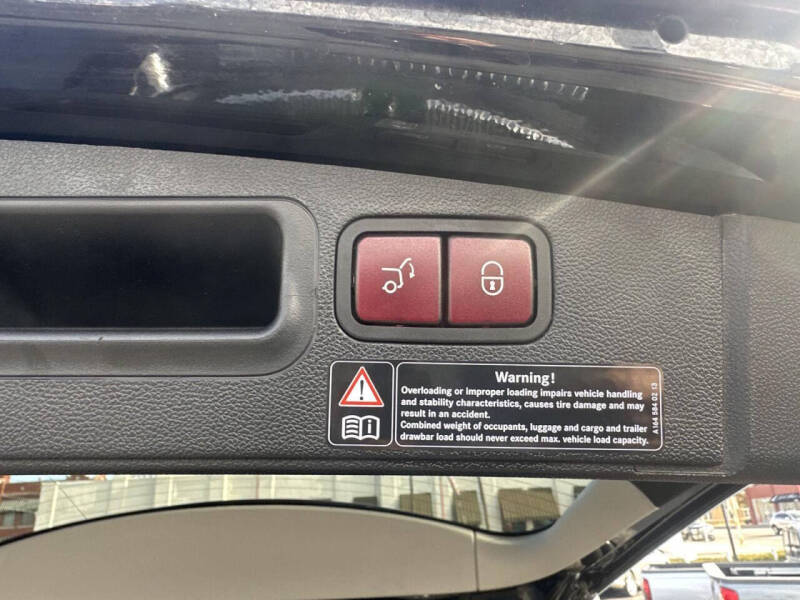 Warning!
Overloading or improper loading impairs vehicle handling
and stability characteristics, causes tire damage and may
result in an accident.
Combined weight of occupants, luggage and cargo and trailer
drawbar load should never exceed max. vehicle load capacity.
A164 584 02 13